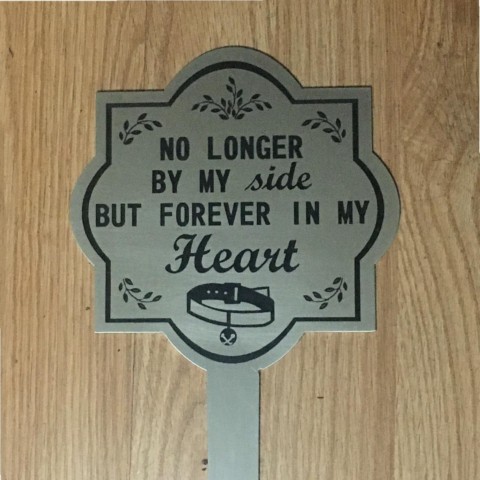 NO LONGER
BY MY side
BUT FOREVER IN MY
Heart